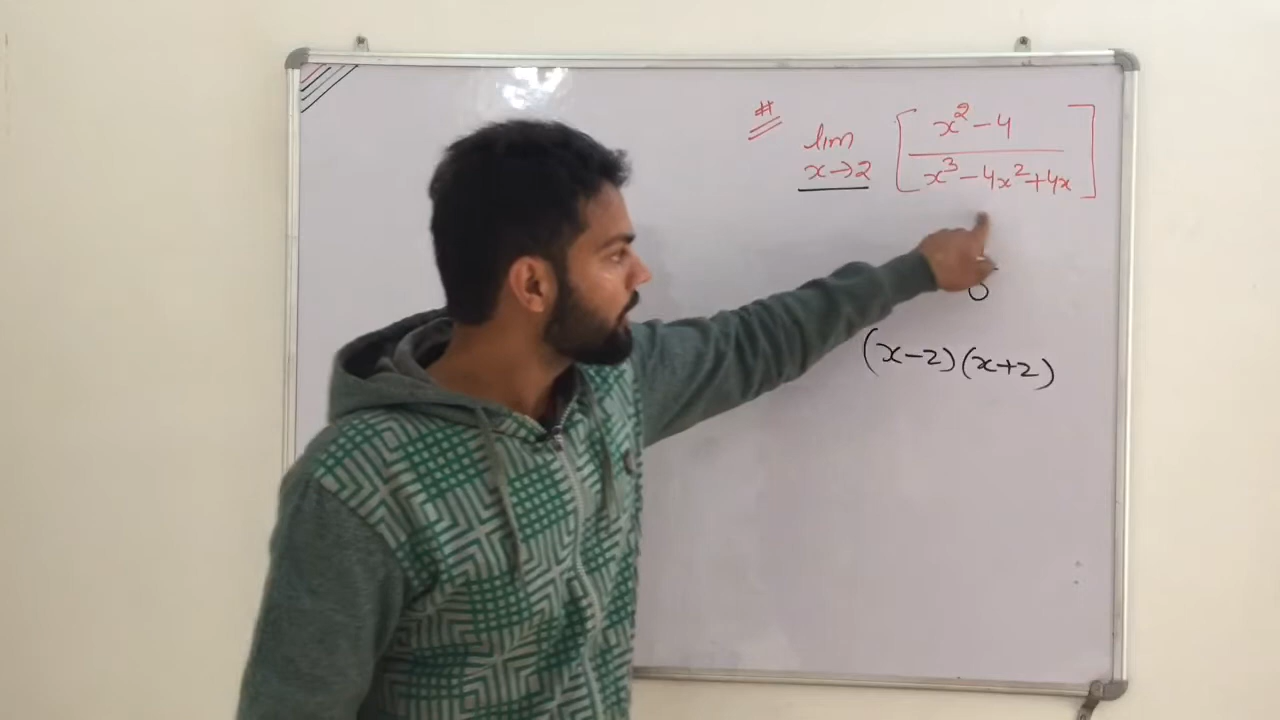 # lim x→2 [ x² - 4 / x³ - 4x² + 4x ]
0
(x-2)(x+2)